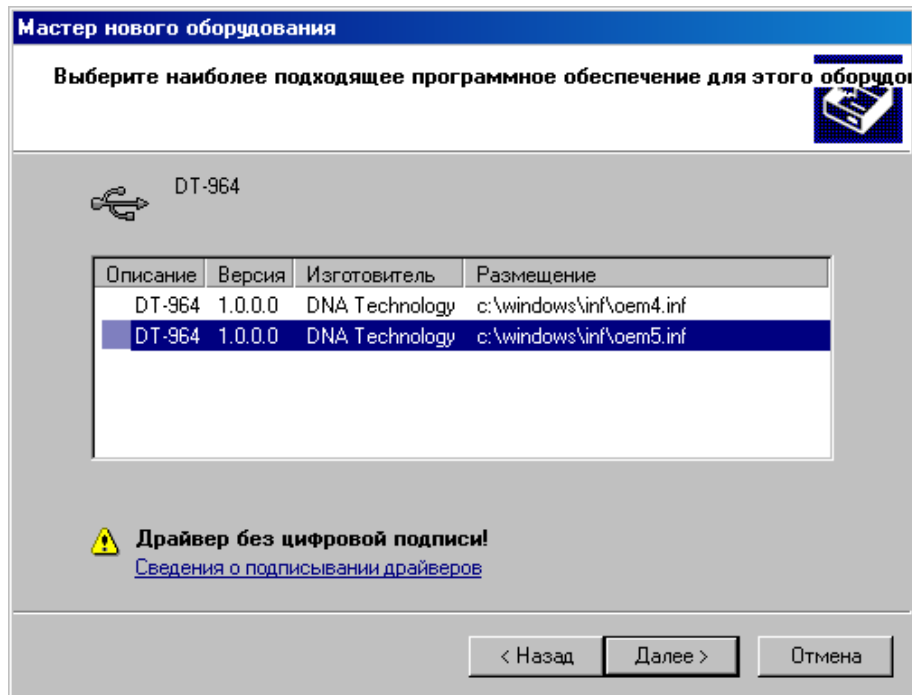 Мастер нового оборудования
Выберите наиболее подходящее программное обеспечение для этого
DT-964
Описание Версия Изготовитель Размещение
DT-964 1.0.0.0 DNA Technology c:\windows\inf\oem4.inf
DT-964 1.0.0.0 DNA Technology c:\windows\inf\oem5.inf
Драйвер без цифровой подписи!
Сведения о подписывании драйверов
< Назад Далее > Отмена